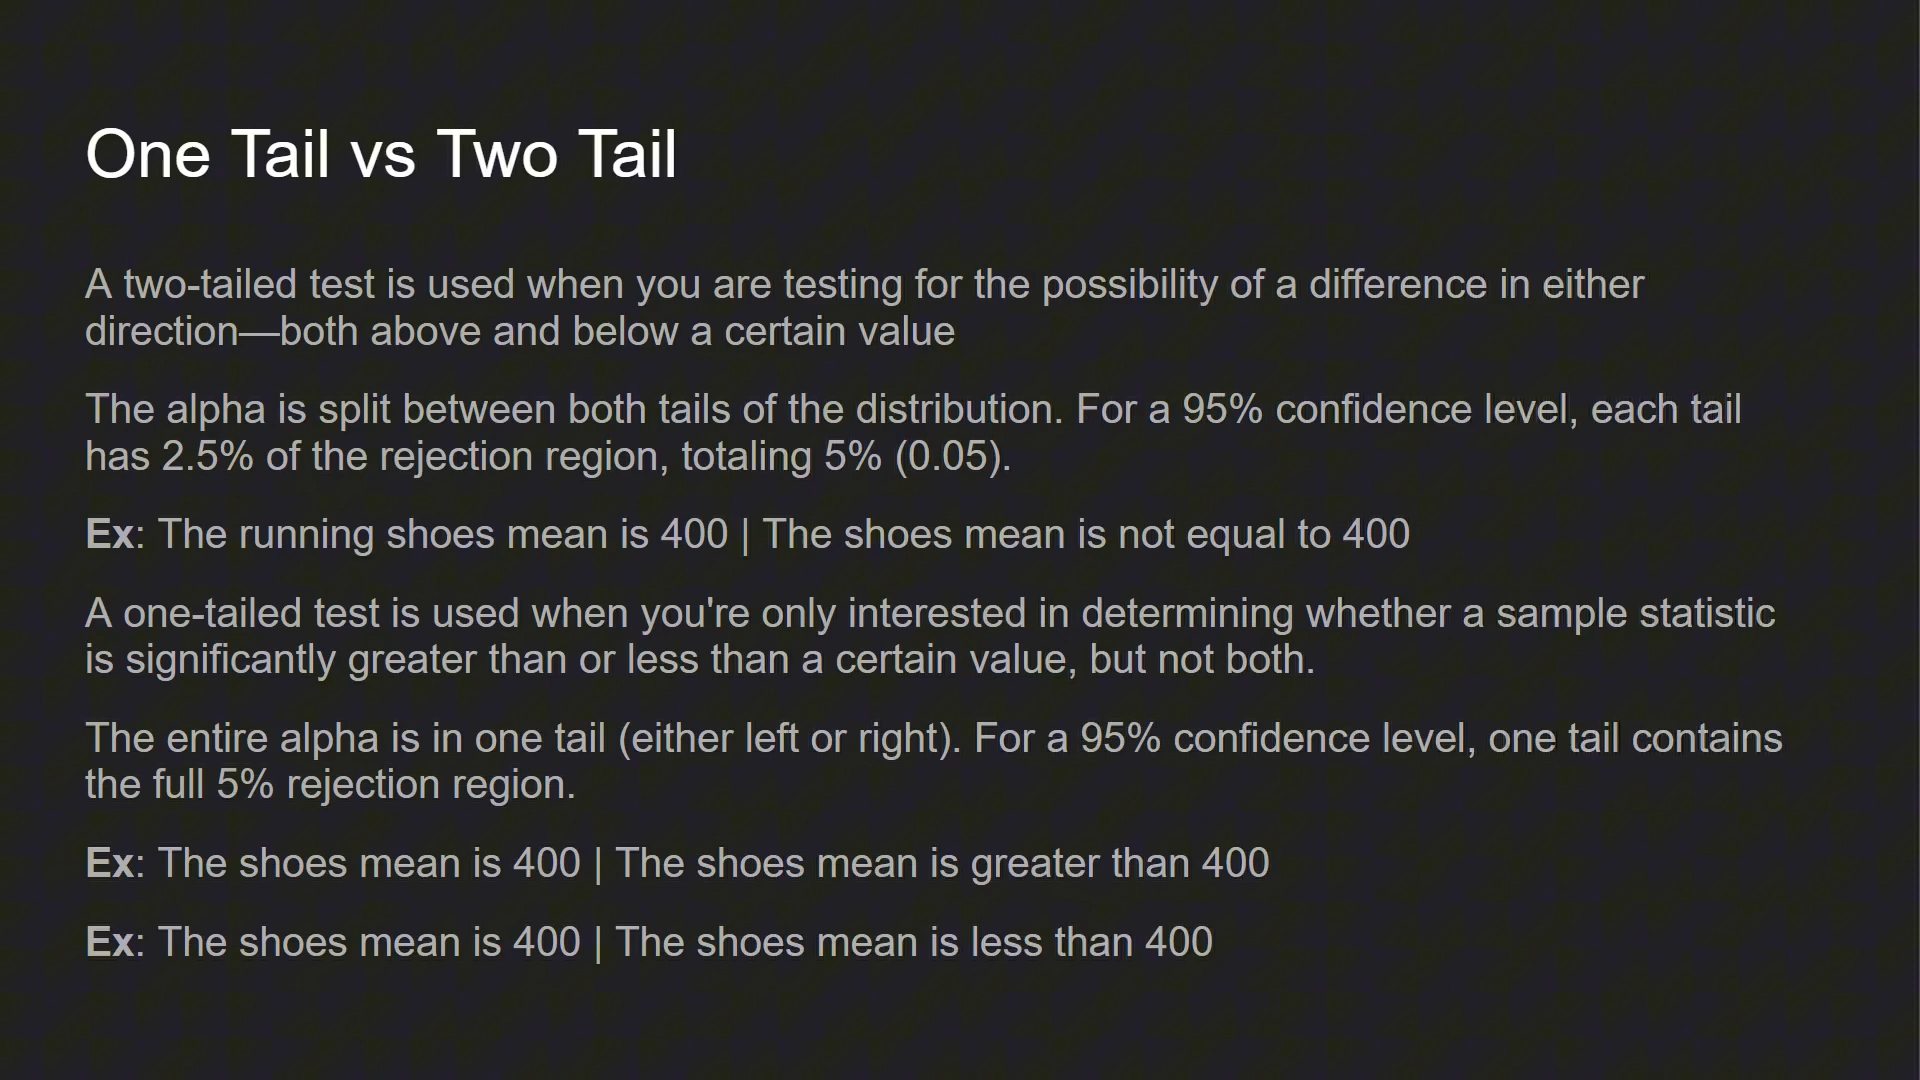 One Tail vs Two Tail
A two-tailed test is used when you are testing for the possibility of a difference in either
direction—both above and below a certain value
The alpha is split between both tails of the distribution. For a 95% confidence level, each tail
has 2.5% of the rejection region, totaling 5% (0.05).
Ex: The running shoes mean is 400 | The shoes mean is not equal to 400
A one-tailed test is used when you're only interested in determining whether a sample statistic
is significantly greater than or less than a certain value, but not both.
The entire alpha is in one tail (either left or right). For a 95% confidence level, one tail contains
the full 5% rejection region.
Ex: The shoes mean is 400 | The shoes mean is greater than 400
Ex: The shoes mean is 400 | The shoes mean is less than 400